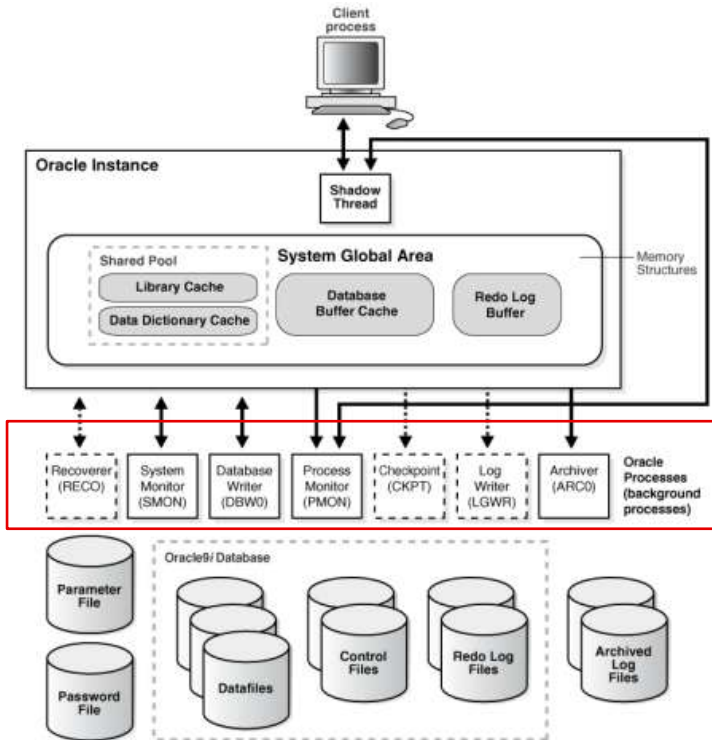 Client
process
Oracle Instance
Shadow
Thread
System Global Area
Memory
Structures
Shared Pool
Library Cache
Data Dictionary Cache
Database
Buffer Cache
Redo Log
Buffer
Recoverer
(RECO)
System
Monitor
(SMON)
Database
Writer
(DBW0)
Process
Monitor
(PMON)
Checkpoint
(CKPT)
Log
Writer
(LGWR)
Archiver
(ARC0)
Oracle
Processes
(background
processes)
Parameter
File
Password
File
Oracle9i Database
Datafiles
Control
Files
Redo Log
Files
Archived
Log
Files